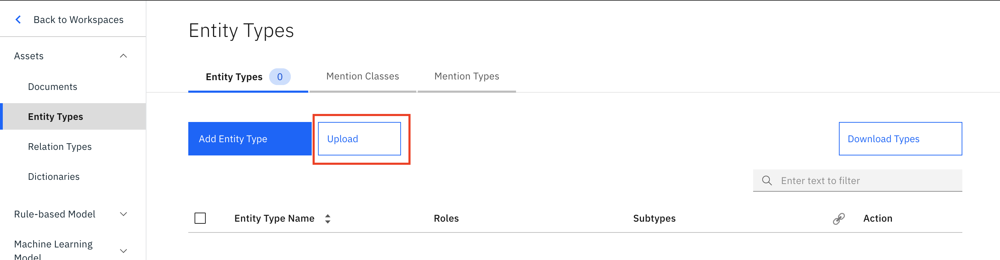 Back to Workspaces
Assets
Documents
Entity Types
Relation Types
Dictionaries
Rule-based Model
Machine Learning
Model
Entity Types
Entity Types 0
Mention Classes
Mention Types
Add Entity Type
Upload
Download Types
Enter text to filter
Entity Type Name
Roles
Subtypes
Action